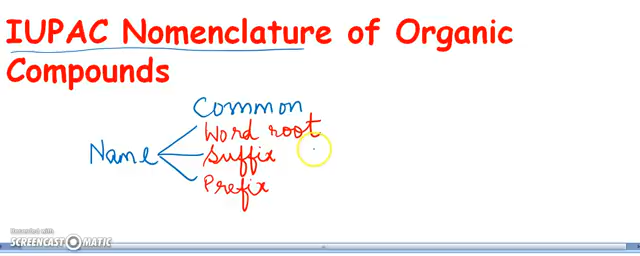 IUPAC Nomenclature of Organic
Compounds
Common
Word root
Name
Suffix
Prefix
Recorded with
SCREENCAST-O-MATIC